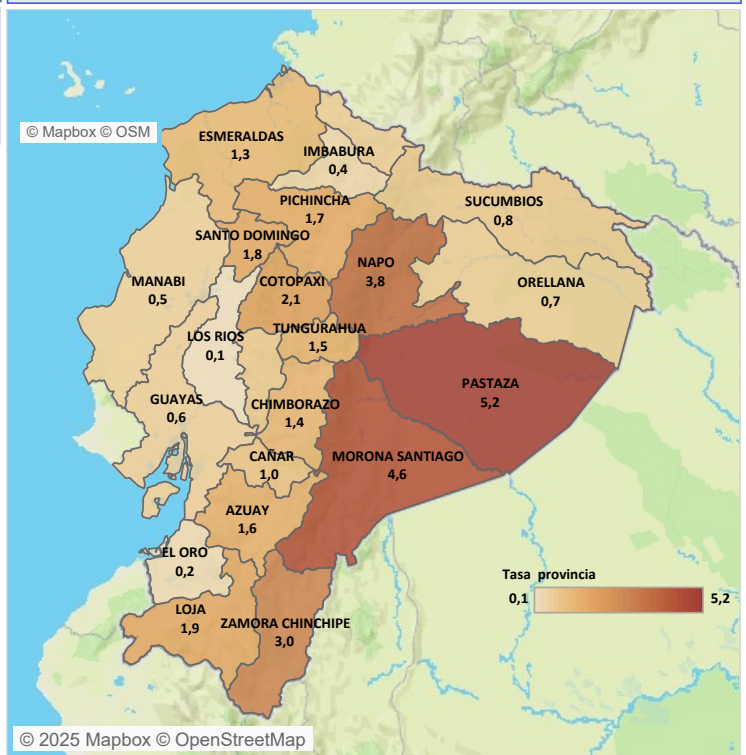 © Mapbox © OSM
ESMERALDAS
1,3
IMBABURA
0,4
PICHINCHA
1,7
SUCUMBIOS
0,8
SANTO DOMINGO
1,8
NAPO
3,8
MANABI
0,5
COTOPAXI
2,1
ORELLANA
0,7
TUNGURAHUA
1,5
LOS RIOS
0,1
PASTAZA
5,2
GUAYAS
0,6
CHIMBORAZO
1,4
CAÑAR
1,0
MORONA SANTIAGO
4,6
AZUAY
1,6
EL ORO
0,2
Tasa provincia
0,1
5,2
LOJA
1,9
ZAMORA CHINCHIPE
3,0
© 2025 Mapbox © OpenStreetMap